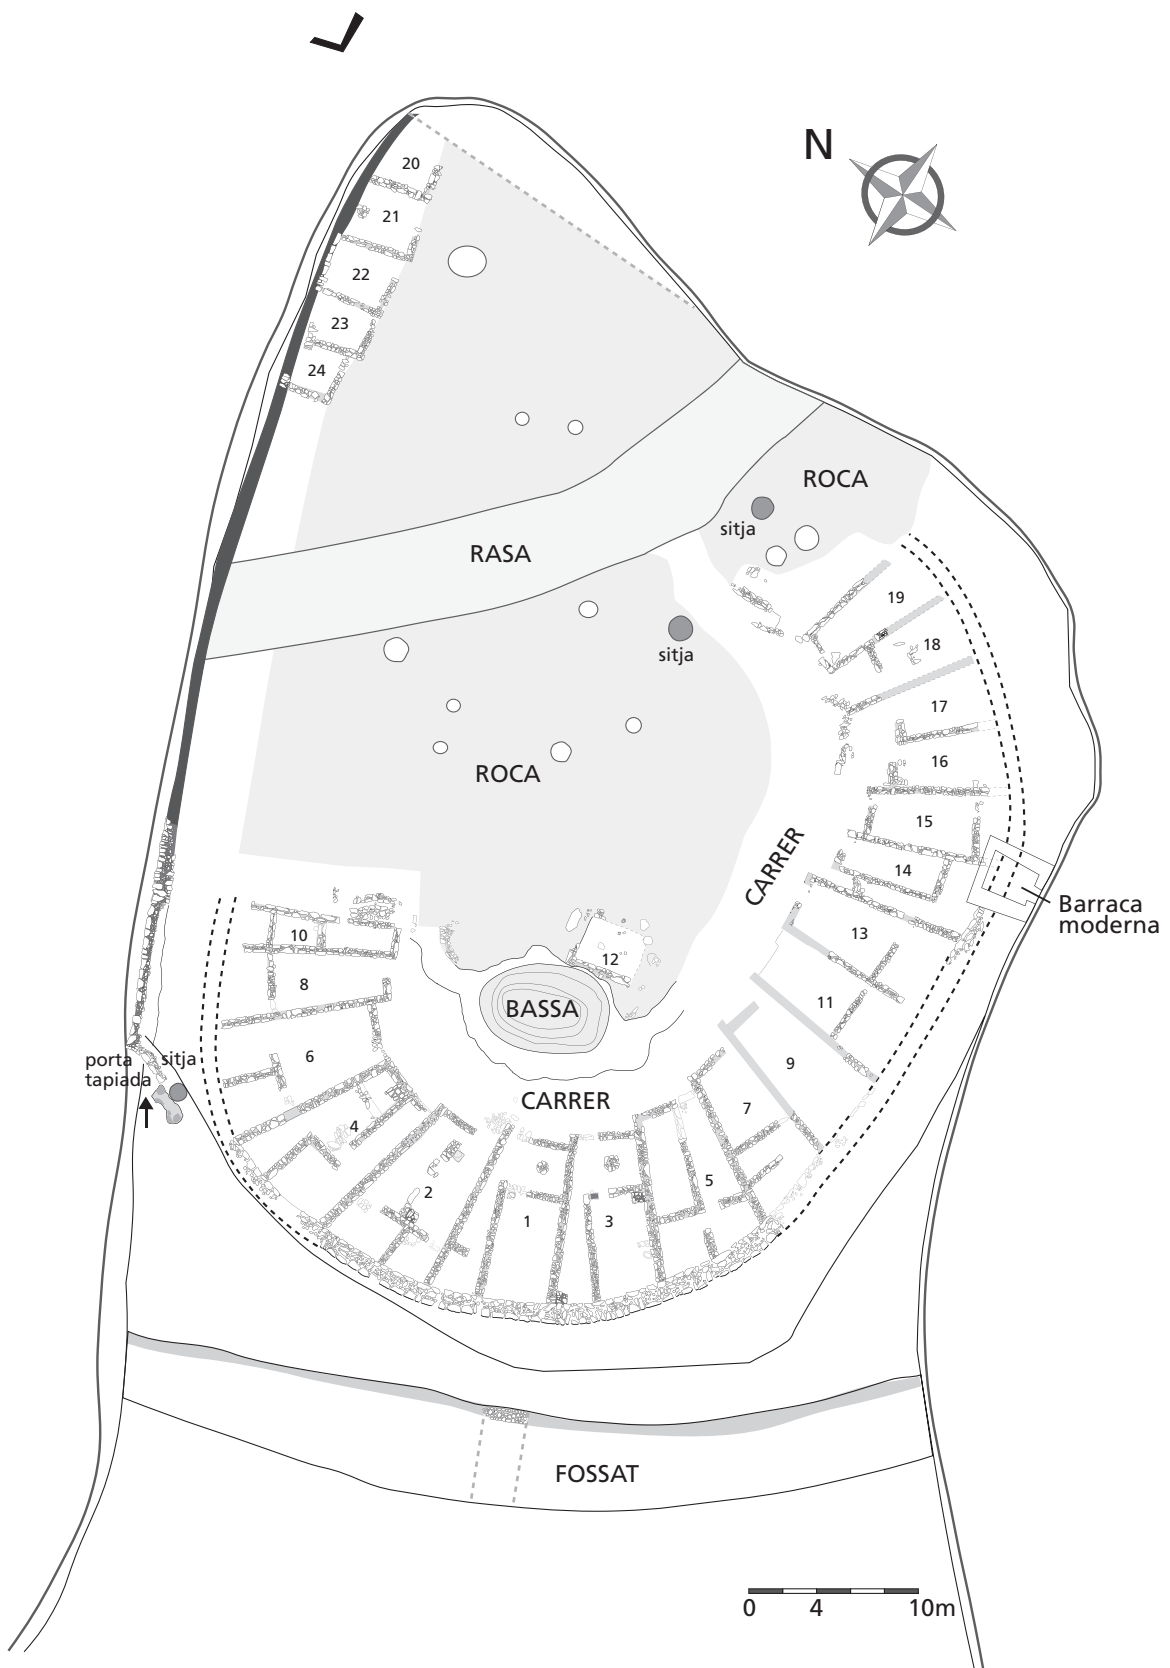 N
20
21
22
23
24
ROCA
sitja
RASA
19
sitja
18
17
16
ROCA
15
CARRER
14
Barraca
moderna
13
10
12
8
11
BASSA
porta
tapiada
sitja
6
9
CARRER
7
4
5
2
1
3
FOSSAT
0 4 10m